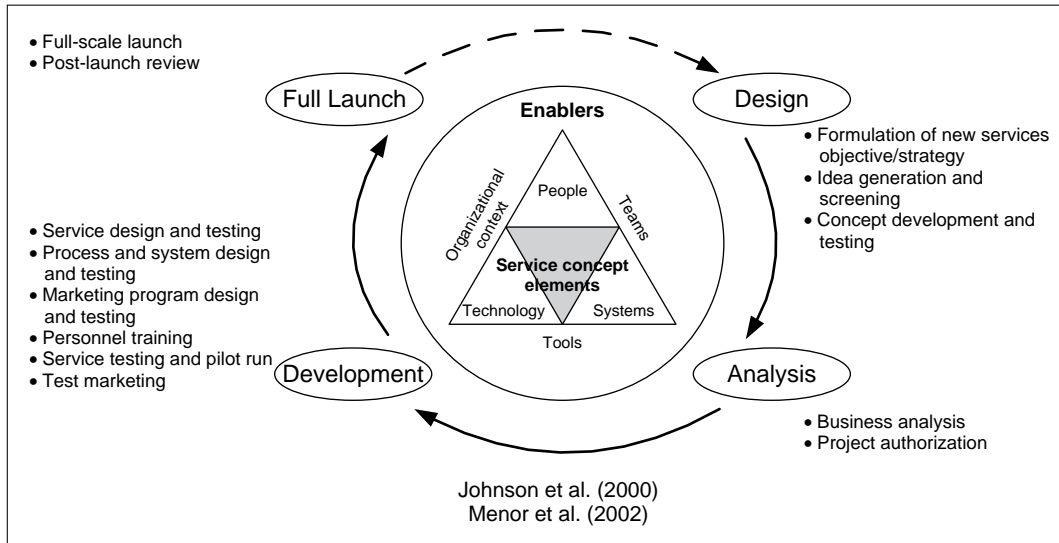 • Full-scale launch
• Post-launch review
Full Launch
Design
• Formulation of new services
objective/strategy
• Idea generation and
screening
• Concept development and
testing
Enablers
Organizational
context
People
Teams
Service concept
elements
Technology
Systems
Tools
• Service design and testing
• Process and system design
and testing
• Marketing program design
and testing
• Personnel training
• Service testing and pilot run
• Test marketing
Development
Analysis
• Business analysis
• Project authorization
Johnson et al. (2000)
Menor et al. (2002)